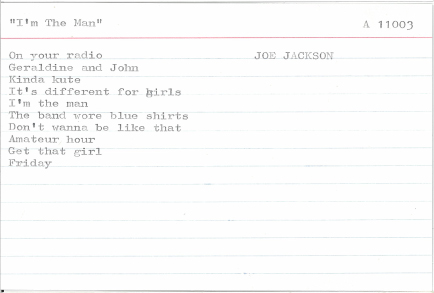 "I'm The Man" A 11003
On your radio JOE JACKSON
Geraldine and John
Kinda kute
It's different for girls
I'm the man
The band wore blue shirts
Don't wanna be like that
Amateur hour
Get that girl
Friday